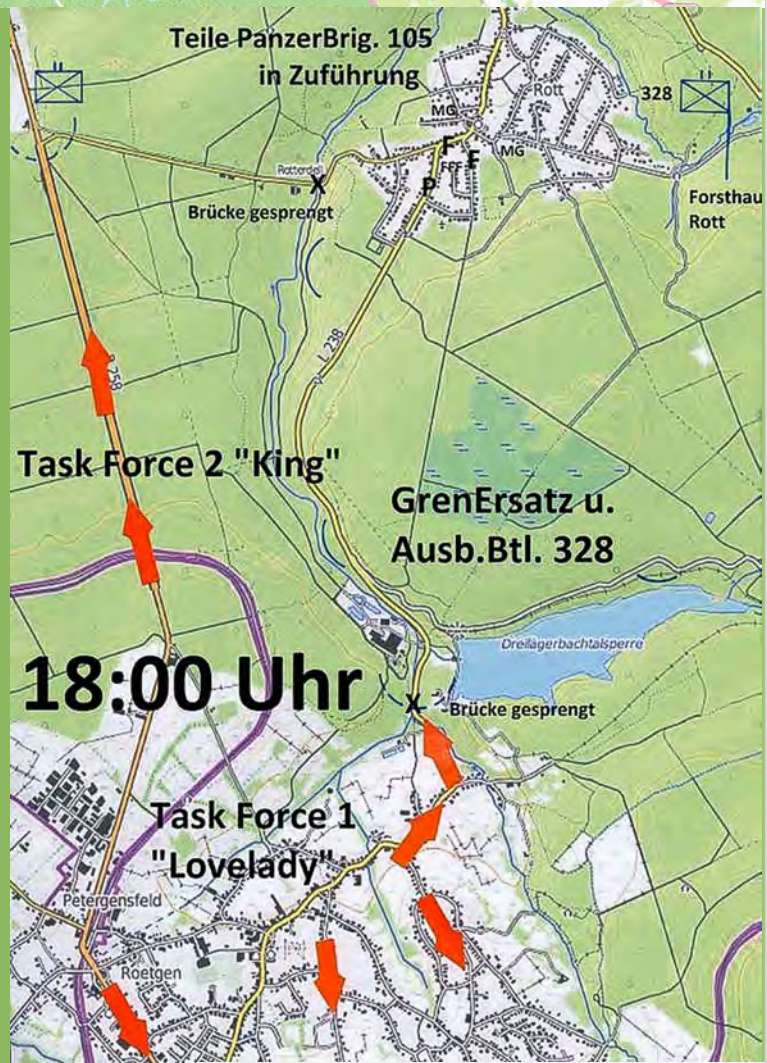 Teile PanzerBrig. 105
in Zuführung
MG
Rott
328
F
MG
FFF
F
P
Forsthau
Rott
X
Brücke gesprengt
L 238
258
Task Force 2 "King"
GrenErsatz u.
Ausb.Btl. 328
Dreilägerbachtalsperre
18:00 Uhr
X
Brücke gesprengt
Task Force 1
"Lovelady"
Petergensfeld
Roetgen